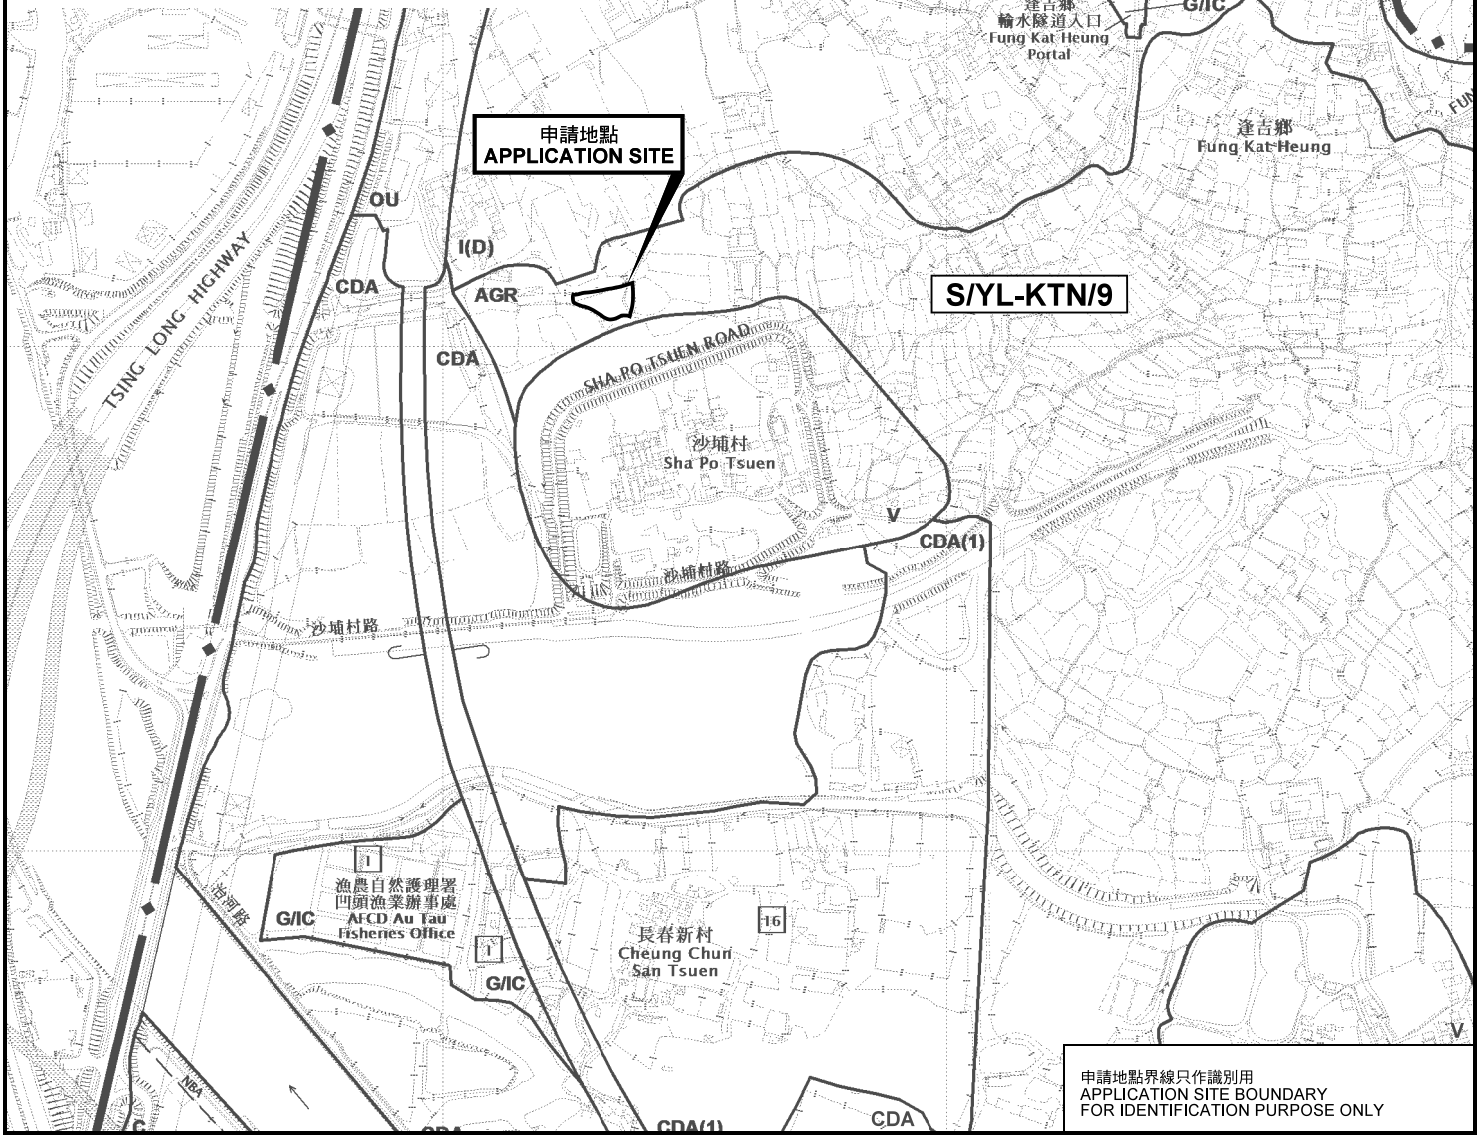 逢吉鄉
輸水隧道入口
Fung Kat Heung
Portal
G/IC
逢吉鄉
Fung Kat Heung
申請地點
APPLICATION SITE
OU
I(D)
CDA
AGR
S/YL-KTN/9
TSING LONG HIGHWAY
CDA
SHA PO TSUEN ROAD
沙埔村
Sha Po Tsuen
V
CDA(1)
沙埔村路
沙埔村路
1
漁農自然護理署
凹頭漁業辦事處
AFCD Au Tau
Fisheries Office
G/IC
治河路
1
G/IC
16
長春新村
Cheung Chun
San Tsuen
V
NBA
C
CDA
CDA(1)
CDA
申請地點界線只作識別用
APPLICATION SITE BOUNDARY
FOR IDENTIFICATION PURPOSE ONLY